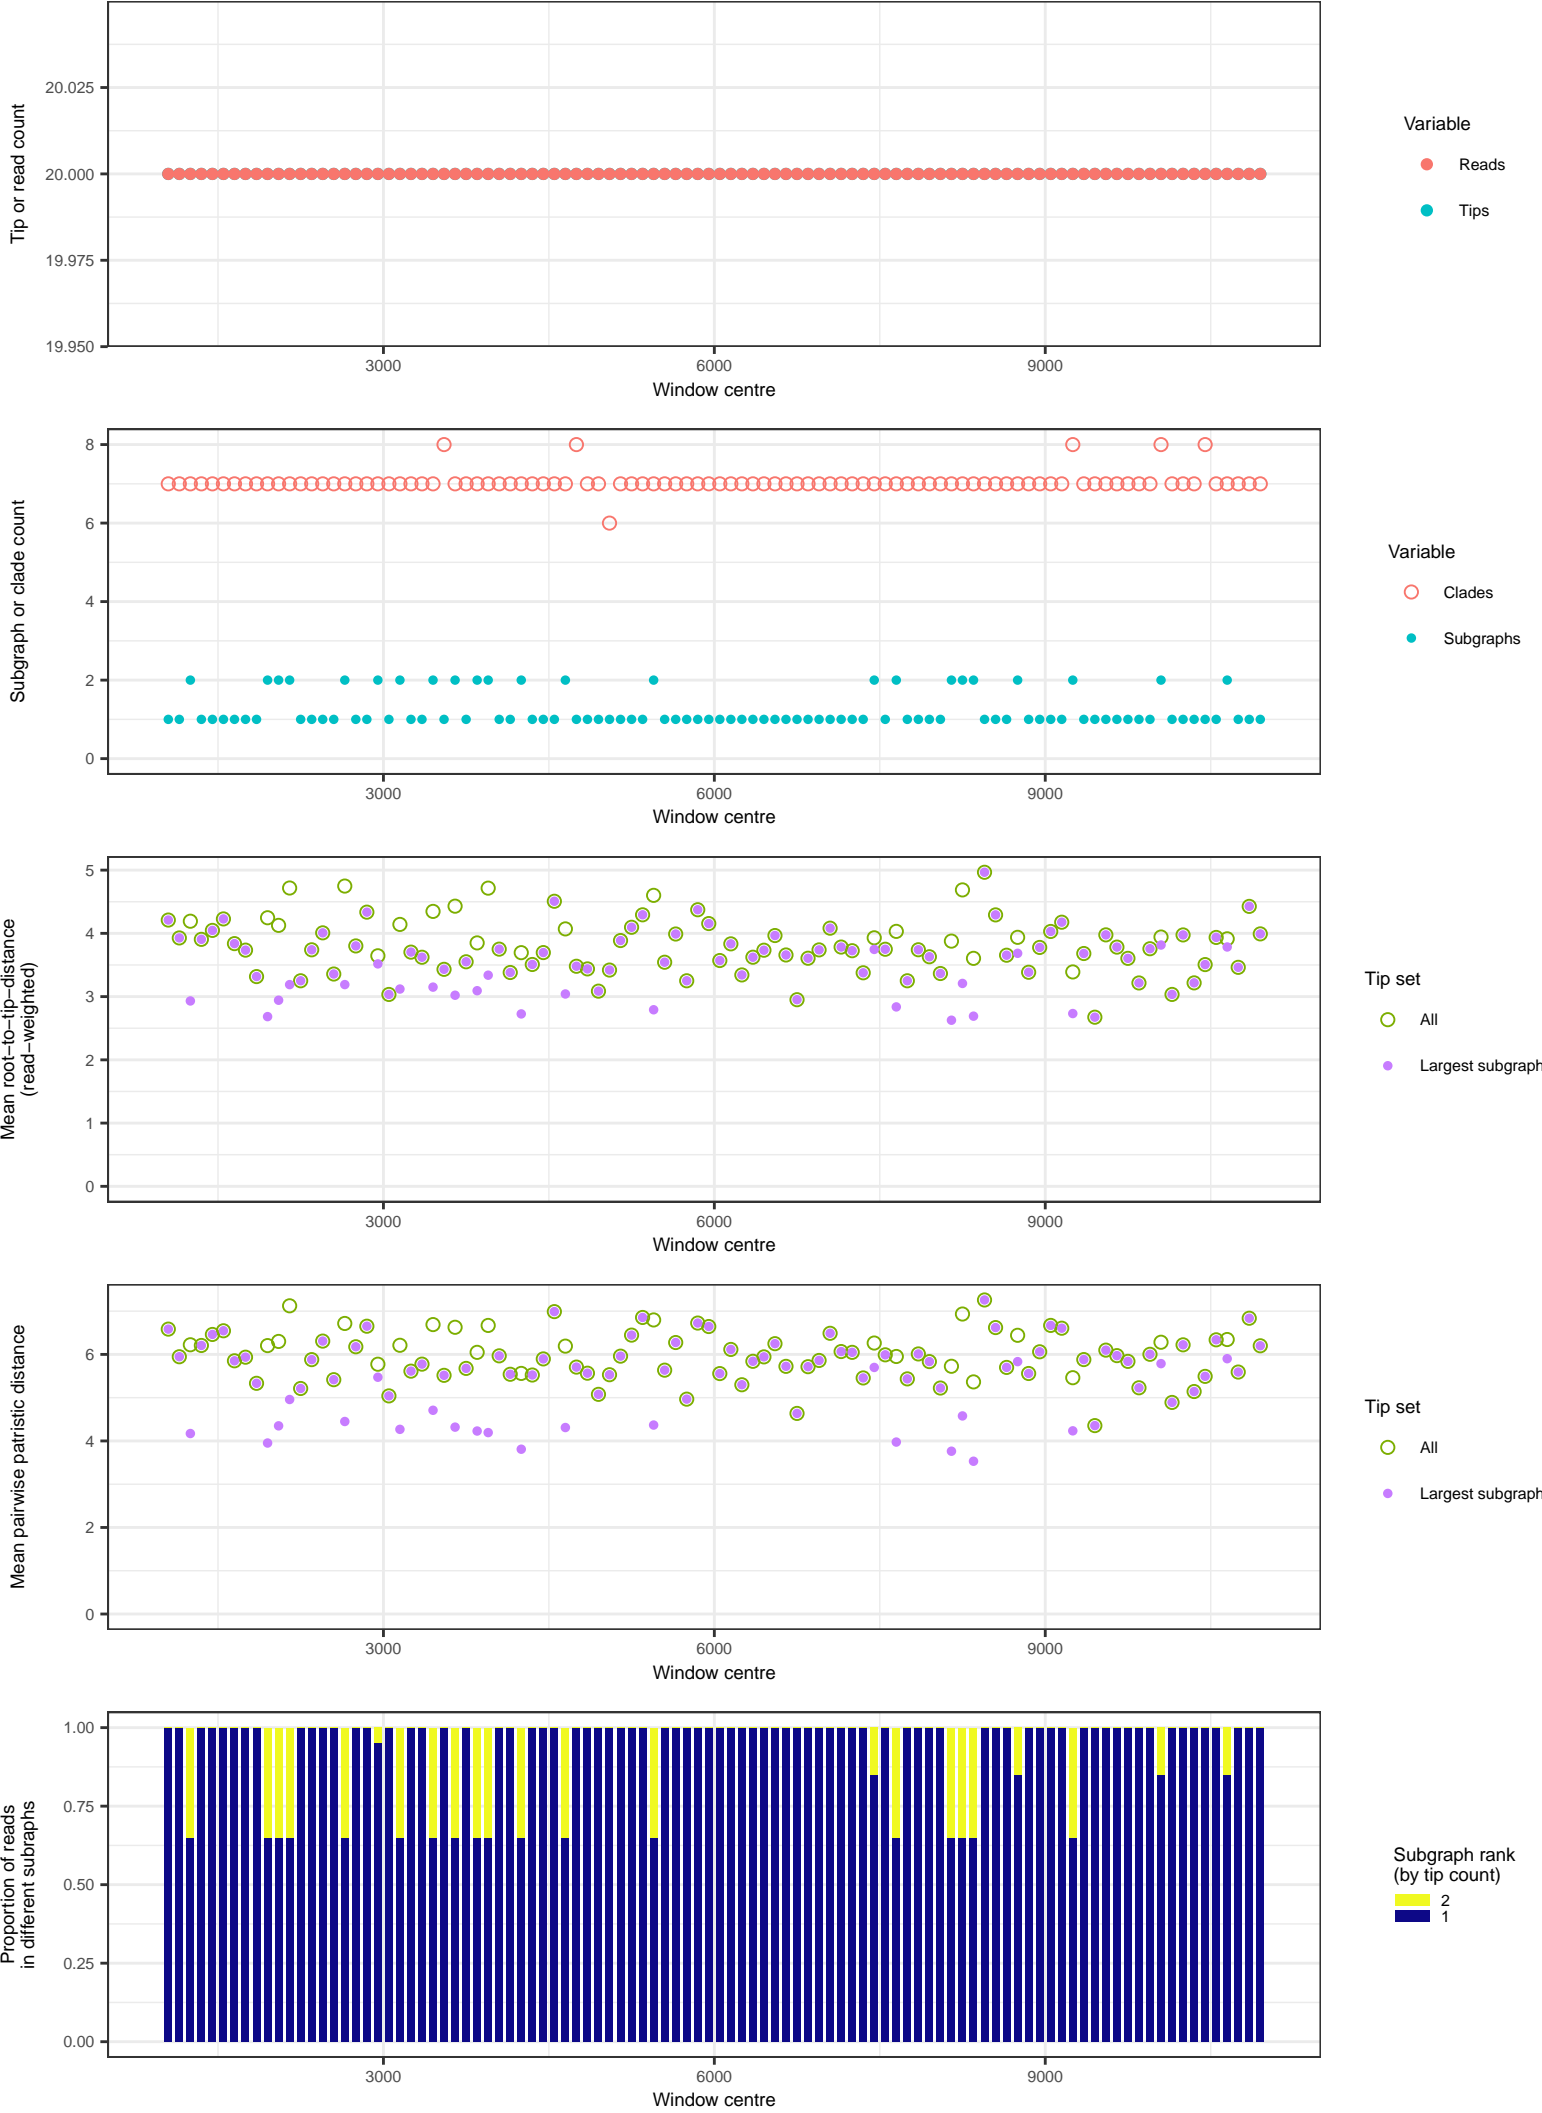 Tip or read count
20.025
20.000
19.975
19.950
3000 6000 9000
Window centre
Variable
Reads
Tips
Subgraph or clade count
8
6
4
2
0
3000 6000 9000
Window centre
Variable
Clades
Subgraphs
Mean root−to−tip−distance
(read−weighted)
5
4
3
2
1
0
3000 6000 9000
Window centre
Tip set
All
Largest subgraph
Mean pairwise patristic distance
6
4
2
0
3000 6000 9000
Window centre
Tip set
All
Largest subgraph
Proportion of reads
in different subraphs
1.00
0.75
0.50
0.25
0.00
3000 6000 9000
Window centre
Subgraph rank
(by tip count)
2
1